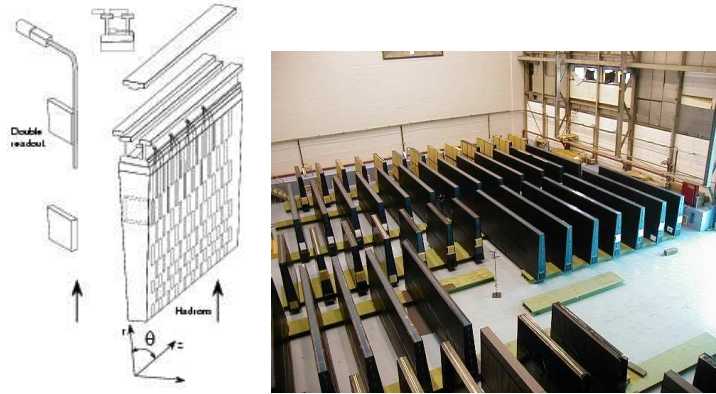 Double
readout
Hadrons
r
θ
z